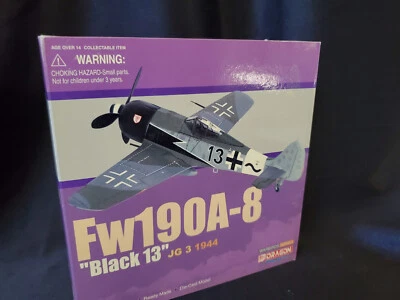 AGE OVER 14 COLLECTABLE ITEM
WARNING:
CHOKING HAZARD-Small parts.
Not for children under 3 years.
13
Fw190A-8
"Black 13" JG 3 1944
DRAGON